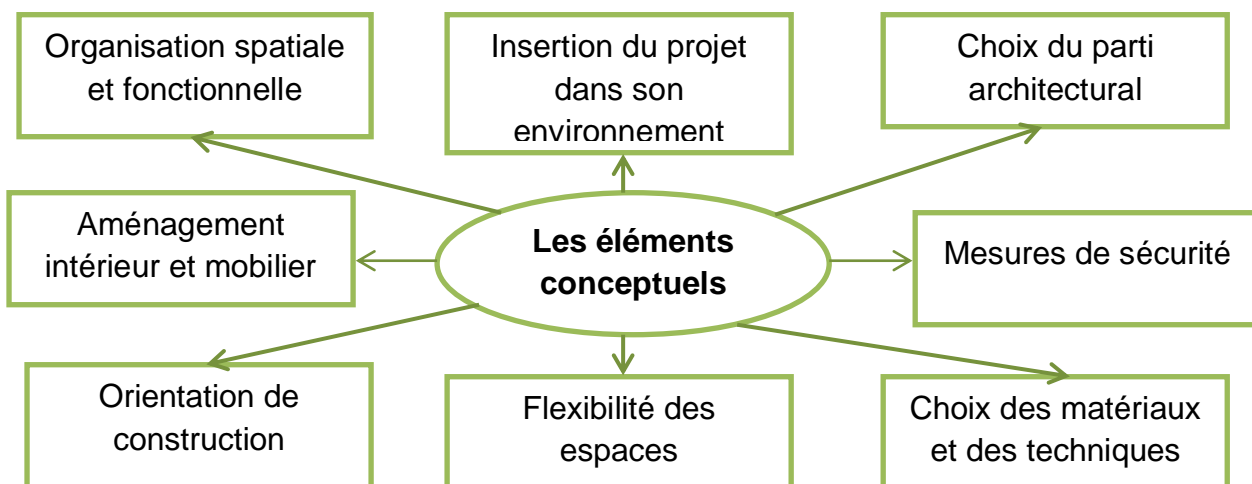 Organisation spatiale
et fonctionnelle
Insertion du projet
dans son
environnement
Choix du parti
architectural
Aménagement
intérieur et mobilier
Les éléments
conceptuels
Mesures de sécurité
Orientation de
construction
Flexibilité des
espaces
Choix des matériaux
et des techniques